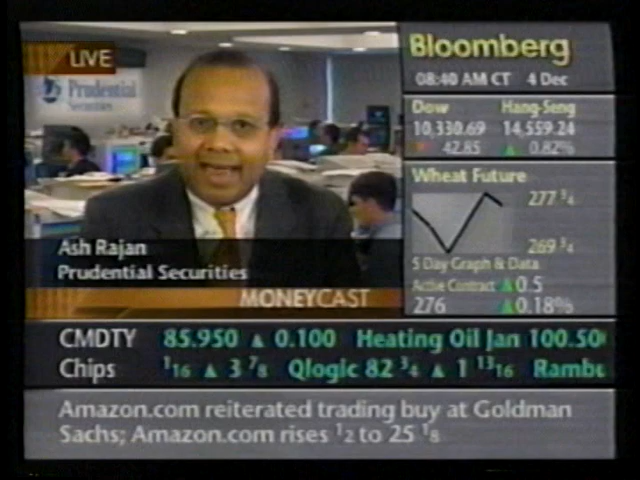 LIVE
Prudential
Securities
Bloomberg
08:40 AM CT 4 Dec
Dow Hang-Seng
10,330.69 14,559.24
▼ 42.85 ▲ 0.82%
Wheat Future
277 3/4
269 3/4
5 Day Graph & Data
Active Contract ▲ 0.5
276 ▲ 0.18%
Ash Rajan
Prudential Securities
MONEYCAST
CMDTY 85.950 ▲ 0.100 Heating Oil Jan 100.50
Chips 1/16 ▲ 3 7/8 Qlogic 82 3/4 ▲ 1 13/16 Rambu
Amazon.com reiterated trading buy at Goldman
Sachs; Amazon.com rises 1/2 to 25 1/8